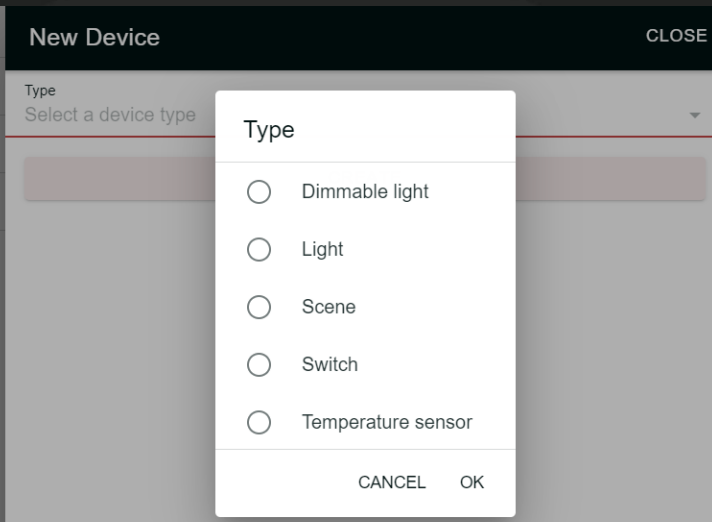 New Device
CLOSE
Type
Select a device type
Type
Dimmable light
Light
Scene
Switch
Temperature sensor
CANCEL
OK